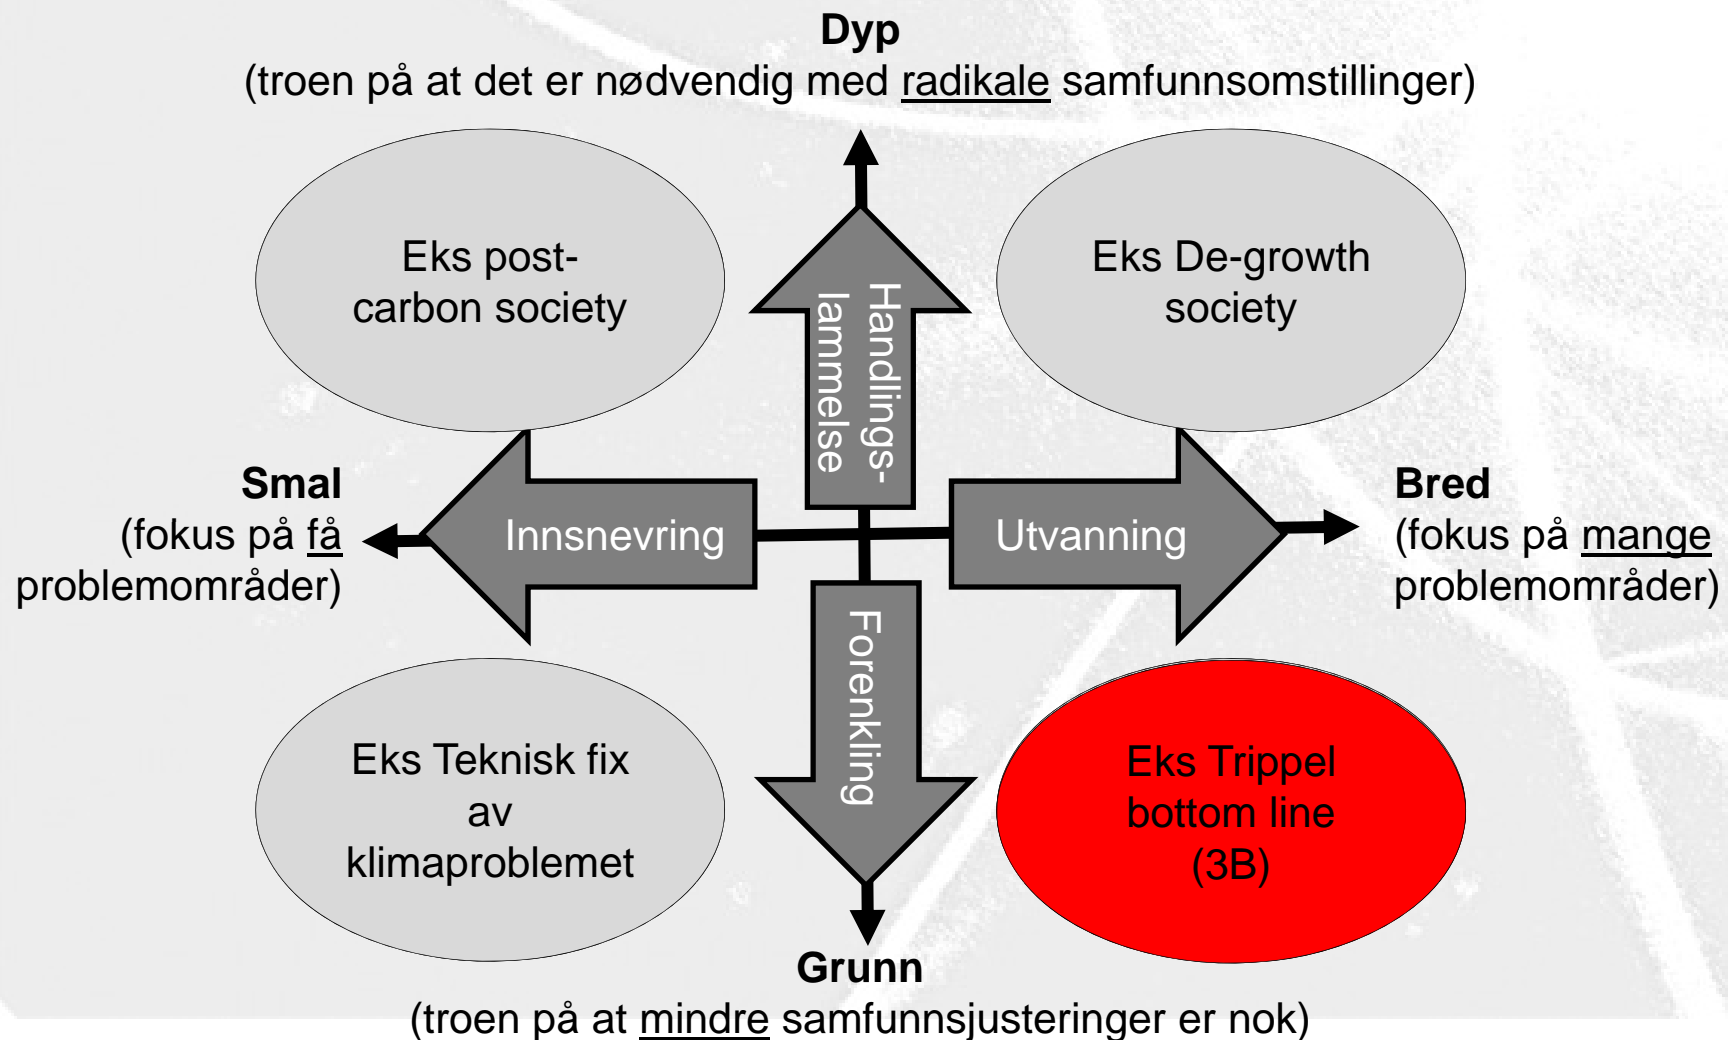 Dyp
(troen på at det er nødvendig med radikale samfunnsomstillinger)
Eks post-
carbon society
Handlings-
lammelse
Eks De-growth
society
Smal
(fokus på få
problemområder)
Innsnevring
Utvanning
Bred
(fokus på mange
problemområder)
Forenkling
Eks Teknisk fix
av
klimaproblemet
Eks Trippel
bottom line
(3B)
Grunn
(troen på at mindre samfunnsjusteringer er nok)